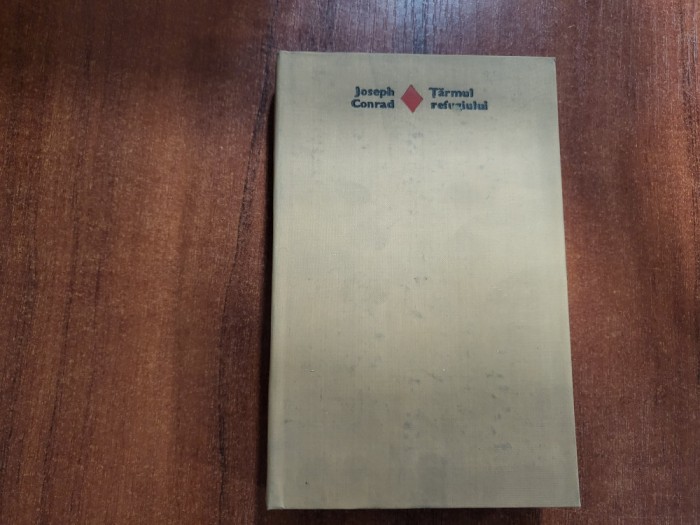 Joseph
Conrad
Țărmul
refugiului